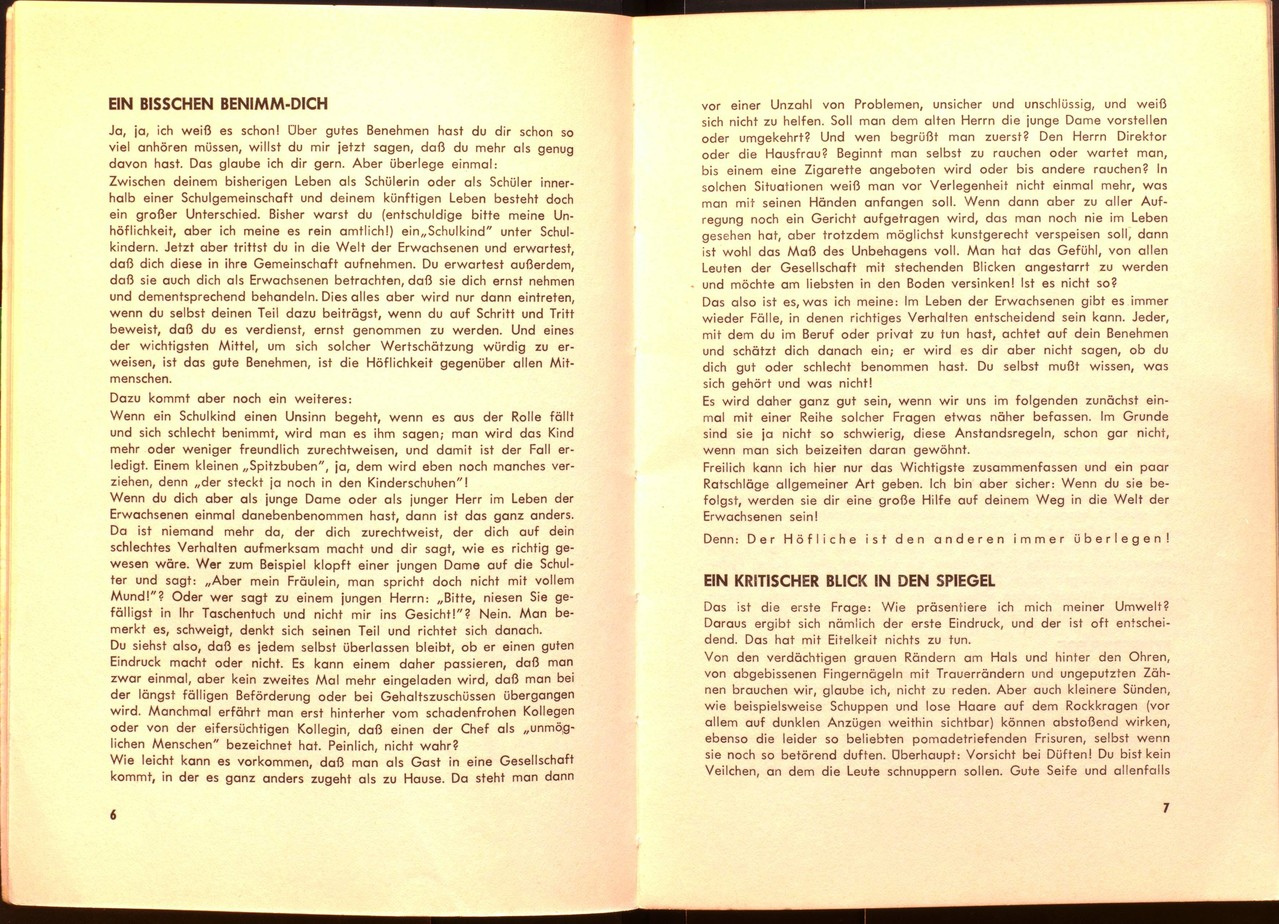 EIN BISSCHEN BENIMM-DICH
Ja, ja, ich weiß es schon! Über gutes Benehmen hast du dir schon so
viel anhören müssen, willst du mir jetzt sagen, daß du mehr als genug
davon hast. Das glaube ich dir gern. Aber überlege einmal:
Zwischen deinem bisherigen Leben als Schülerin oder als Schüler inner-
halb einer Schulgemeinschaft und deinem künftigen Leben besteht doch
ein großer Unterschied. Bisher warst du (entschuldige bitte meine Un-
höflichkeit, aber ich meine es rein amtlich!) ein„Schulkind" unter Schul-
kindern. Jetzt aber trittst du in die Welt der Erwachsenen und erwartest,
daß dich diese in ihre Gemeinschaft aufnehmen. Du erwartest außerdem,
daß sie auch dich als Erwachsenen betrachten, daß sie dich ernst nehmen
und dementsprechend behandeln. Dies alles aber wird nur dann eintreten,
wenn du selbst deinen Teil dazu beiträgst, wenn du auf Schritt und Tritt
beweist, daß du es verdienst, ernst genommen zu werden. Und eines
der wichtigsten Mittel, um sich solcher Wertschätzung würdig zu er-
weisen, ist das gute Benehmen, ist die Höflichkeit gegenüber allen Mit-
menschen.
Dazu kommt aber noch ein weiteres:
Wenn ein Schulkind einen Unsinn begeht, wenn es aus der Rolle fällt
und sich schlecht benimmt, wird man es ihm sagen; man wird das Kind
mehr oder weniger freundlich zurechtweisen, und damit ist der Fall er-
ledigt. Einem kleinen „Spitzbuben", ja, dem wird eben noch manches ver-
ziehen, denn „der steckt ja noch in den Kinderschuhen"!
Wenn du dich aber als junge Dame oder als junger Herr im Leben der
Erwachsenen einmal danebenbenommen hast, dann ist das ganz anders.
Da ist niemand mehr da, der dich zurechtweist, der dich auf dein
schlechtes Verhalten aufmerksam macht und dir sagt, wie es richtig ge-
wesen wäre. Wer zum Beispiel klopft einer jungen Dame auf die Schul-
ter und sagt: „Aber mein Fräulein, man spricht doch nicht mit vollem
Mund!"? Oder wer sagt zu einem jungen Herrn: „Bitte, niesen Sie ge-
fälligst in Ihr Taschentuch und nicht mir ins Gesicht!"? Nein. Man be-
merkt es, schweigt, denkt sich seinen Teil und richtet sich danach.
Du siehst also, daß es jedem selbst überlassen bleibt, ob er einen guten
Eindruck macht oder nicht. Es kann einem daher passieren, daß man
zwar einmal, aber kein zweites Mal mehr eingeladen wird, daß man bei
der längst fälligen Beförderung oder bei Gehaltszuschüssen übergangen
wird. Manchmal erfährt man erst hinterher vom schadenfrohen Kollegen
oder von der eifersüchtigen Kollegin, daß einen der Chef als „unmög-
lichen Menschen" bezeichnet hat. Peinlich, nicht wahr?
Wie leicht kann es vorkommen, daß man als Gast in eine Gesellschaft
kommt, in der es ganz anders zugeht als zu Hause. Da steht man dann
6
vor einer Unzahl von Problemen, unsicher und unschlüssig, und weiß
sich nicht zu helfen. Soll man dem alten Herrn die junge Dame vorstellen
oder umgekehrt? Und wen begrüßt man zuerst? Den Herrn Direktor
oder die Hausfrau? Beginnt man selbst zu rauchen oder wartet man,
bis einem eine Zigarette angeboten wird oder bis andere rauchen? In
solchen Situationen weiß man vor Verlegenheit nicht einmal mehr, was
man mit seinen Händen anfangen soll. Wenn dann aber zu aller Auf-
regung noch ein Gericht aufgetragen wird, das man noch nie im Leben
gesehen hat, aber trotzdem möglichst kunstgerecht verspeisen soll, dann
ist wohl das Maß des Unbehagens voll. Man hat das Gefühl, von allen
Leuten der Gesellschaft mit stechenden Blicken angestarrt zu werden
und möchte am liebsten in den Boden versinken! Ist es nicht so?
Das also ist es, was ich meine: Im Leben der Erwachsenen gibt es immer
wieder Fälle, in denen richtiges Verhalten entscheidend sein kann. Jeder,
mit dem du im Beruf oder privat zu tun hast, achtet auf dein Benehmen
und schätzt dich danach ein; er wird es dir aber nicht sagen, ob du
dich gut oder schlecht benommen hast. Du selbst mußt wissen, was
sich gehört und was nicht!
Es wird daher ganz gut sein, wenn wir uns im folgenden zunächst ein-
mal mit einer Reihe solcher Fragen etwas näher befassen. Im Grunde
sind sie ja nicht so schwierig, diese Anstandsregeln, schon gar nicht,
wenn man sich beizeiten daran gewöhnt.
Freilich kann ich hier nur das Wichtigste zusammenfassen und ein paar
Ratschläge allgemeiner Art geben. Ich bin aber sicher: Wenn du sie be-
folgst, werden sie dir eine große Hilfe auf deinem Weg in die Welt der
Erwachsenen sein!
Denn: Der Höfliche ist den anderen immer überlegen!
EIN KRITISCHER BLICK IN DEN SPIEGEL
Das ist die erste Frage: Wie präsentiere ich mich meiner Umwelt?
Daraus ergibt sich nämlich der erste Eindruck, und der ist oft entschei-
dend. Das hat mit Eitelkeit nichts zu tun.
Von den verdächtigen grauen Rändern am Hals und hinter den Ohren,
von abgebissenen Fingernägeln mit Trauerrändern und ungeputzten Zäh-
nen brauchen wir, glaube ich, nicht zu reden. Aber auch kleinere Sünden,
wie beispielsweise Schuppen und lose Haare auf dem Rockkragen (vor
allem auf dunklen Anzügen weithin sichtbar) können abstoßend wirken,
ebenso die leider so beliebten pomadetriefenden Frisuren, selbst wenn
sie noch so betörend duften. Überhaupt: Vorsicht bei Düften! Du bist kein
Veilchen, an dem die Leute schnuppern sollen. Gute Seife und allenfalls
7